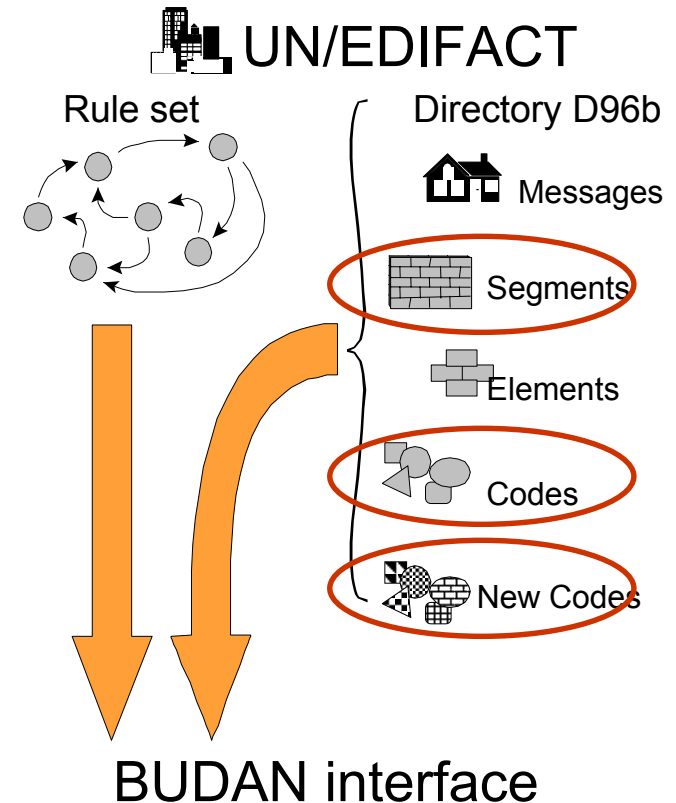 UN/EDIFACT
Rule set
Directory D96b
Messages
Segments
Elements
Codes
New Codes
BUDAN interface